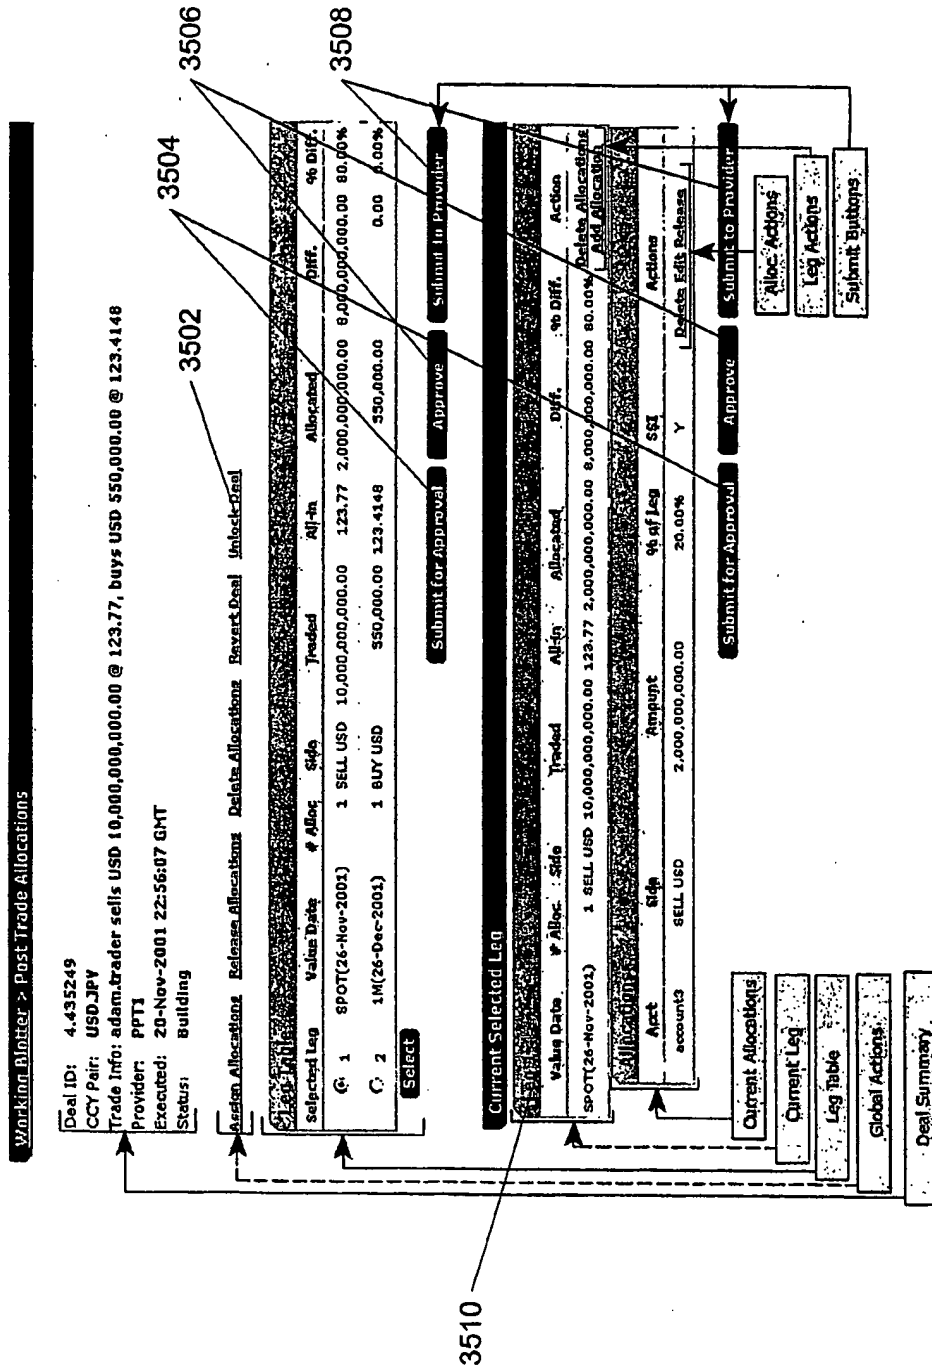 Working Blotter > Post Trade Allocations
Deal ID: 4.435249
CCY Pair: USD.JPY
Trade Info: adam.trader sells USD 10,000,000,000.00 @ 123.77, buys USD 550,000.00 @ 123.4148
Provider: PPT1
Executed: 20-Nov-2001 22:56:07 GMT
Status: Building
Assign Allocations Release Allocations Delete Allocations Revert Deal Unlock Deal
3502
3504
3506
3508
Leg Table
Selected Leg Value Date # Alloc Side Traded All-in Allocated Diff. % Diff.
1 SPOT(26-Nov-2001) 1 SELL USD 10,000,000,000.00 123.77 2,000,000,000.00 8,000,000,000.00 80.00%
2 1M(26-Dec-2001) 1 BUY USD 550,000.00 123.4148 550,000.00 0.00 0.00%
Select
Submit for Approval Approve Submit to Provider
Current Selected Leg
3510
Value Date # Alloc Side Traded All-in Allocated Diff. % Diff. Action
SPOT(26-Nov-2001) 1 SELL USD 10,000,000,000.00 123.77 2,000,000,000.00 8,000,000,000.00 80.00% Delete Allocations
Add Allocation
Allocations
Acct Side Amount % of Leg SSI Actions
account3 SELL USD 2,000,000,000.00 20.00% Y Delete Edit Release
Submit for Approval Approve Submit to Provider
Current Allocations
Current Leg
Leg Table
Global Actions
Deal Summary
Alloc Actions
Leg Actions
Submit Buttons